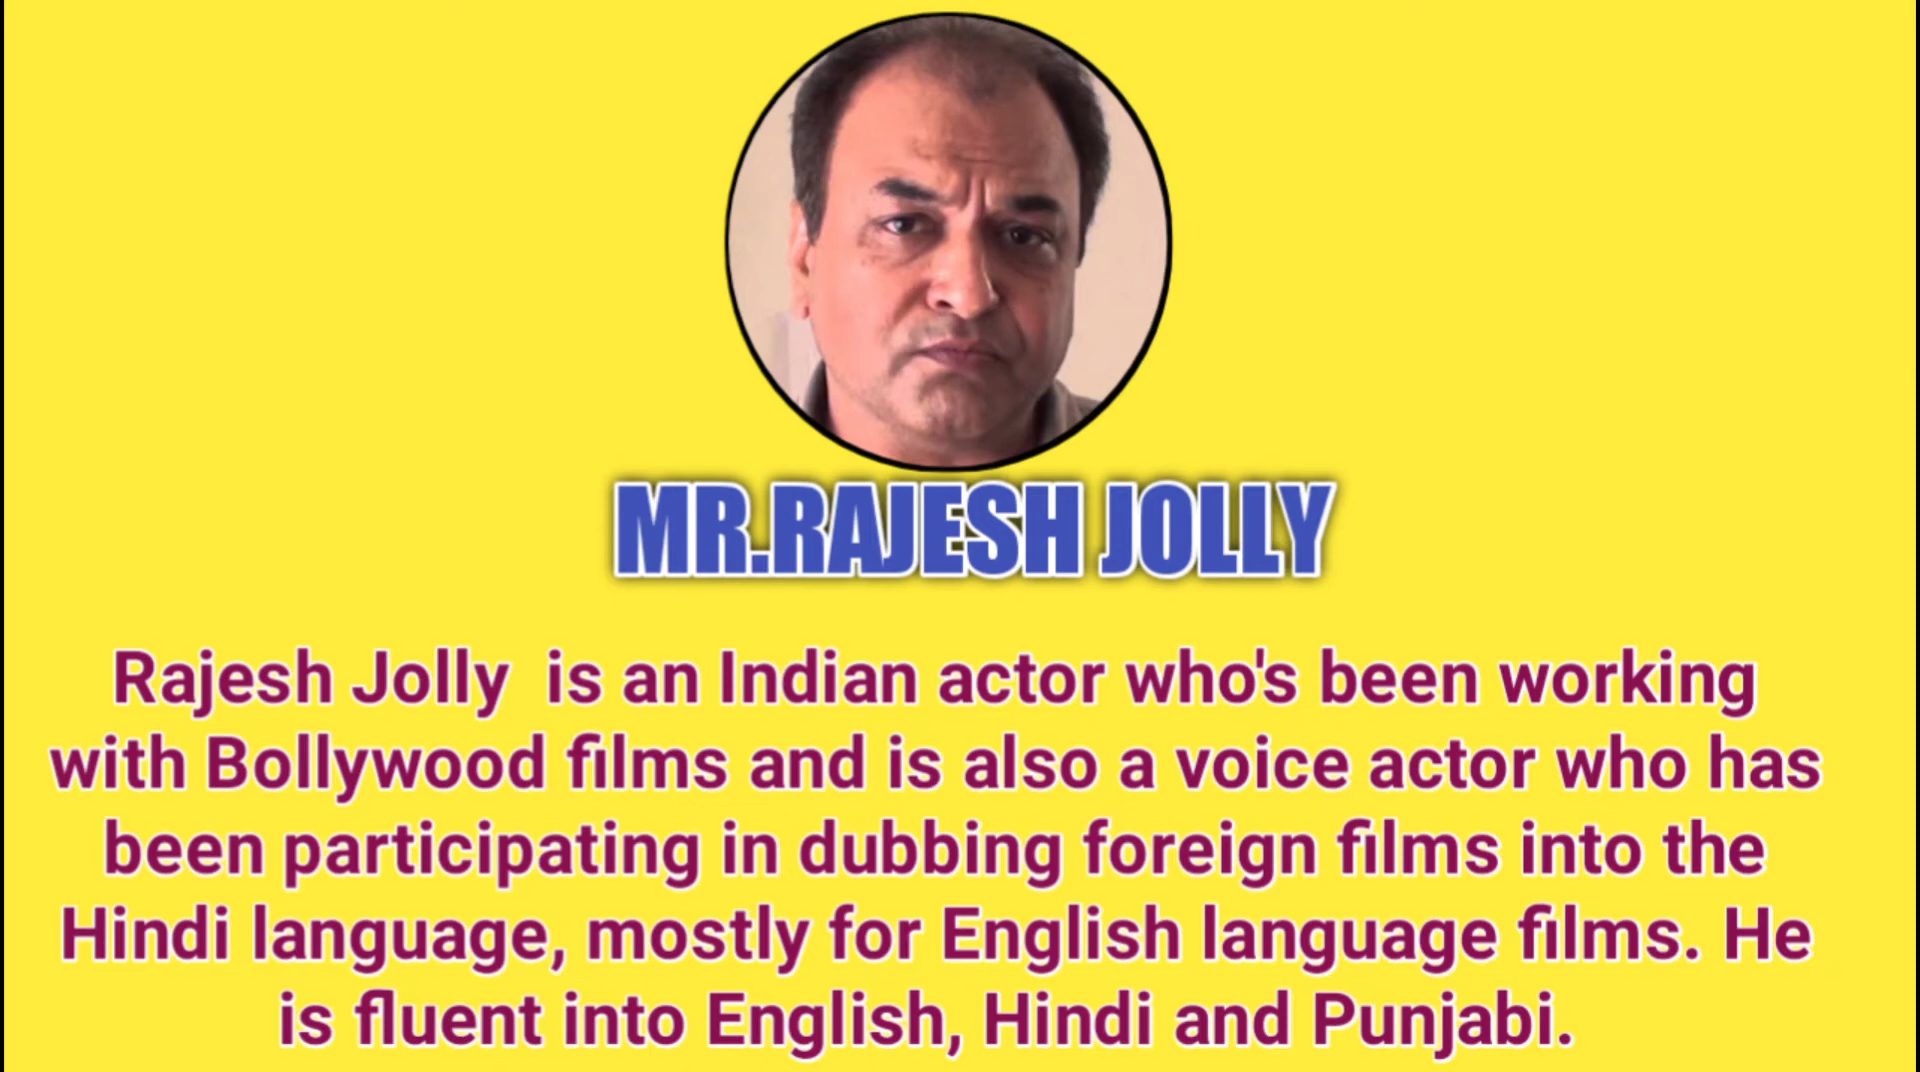 MR.RAJESH JOLLY
Rajesh Jolly is an Indian actor who's been working
with Bollywood films and is also a voice actor who has
been participating in dubbing foreign films into the
Hindi language, mostly for English language films. He
is fluent into English, Hindi and Punjabi.